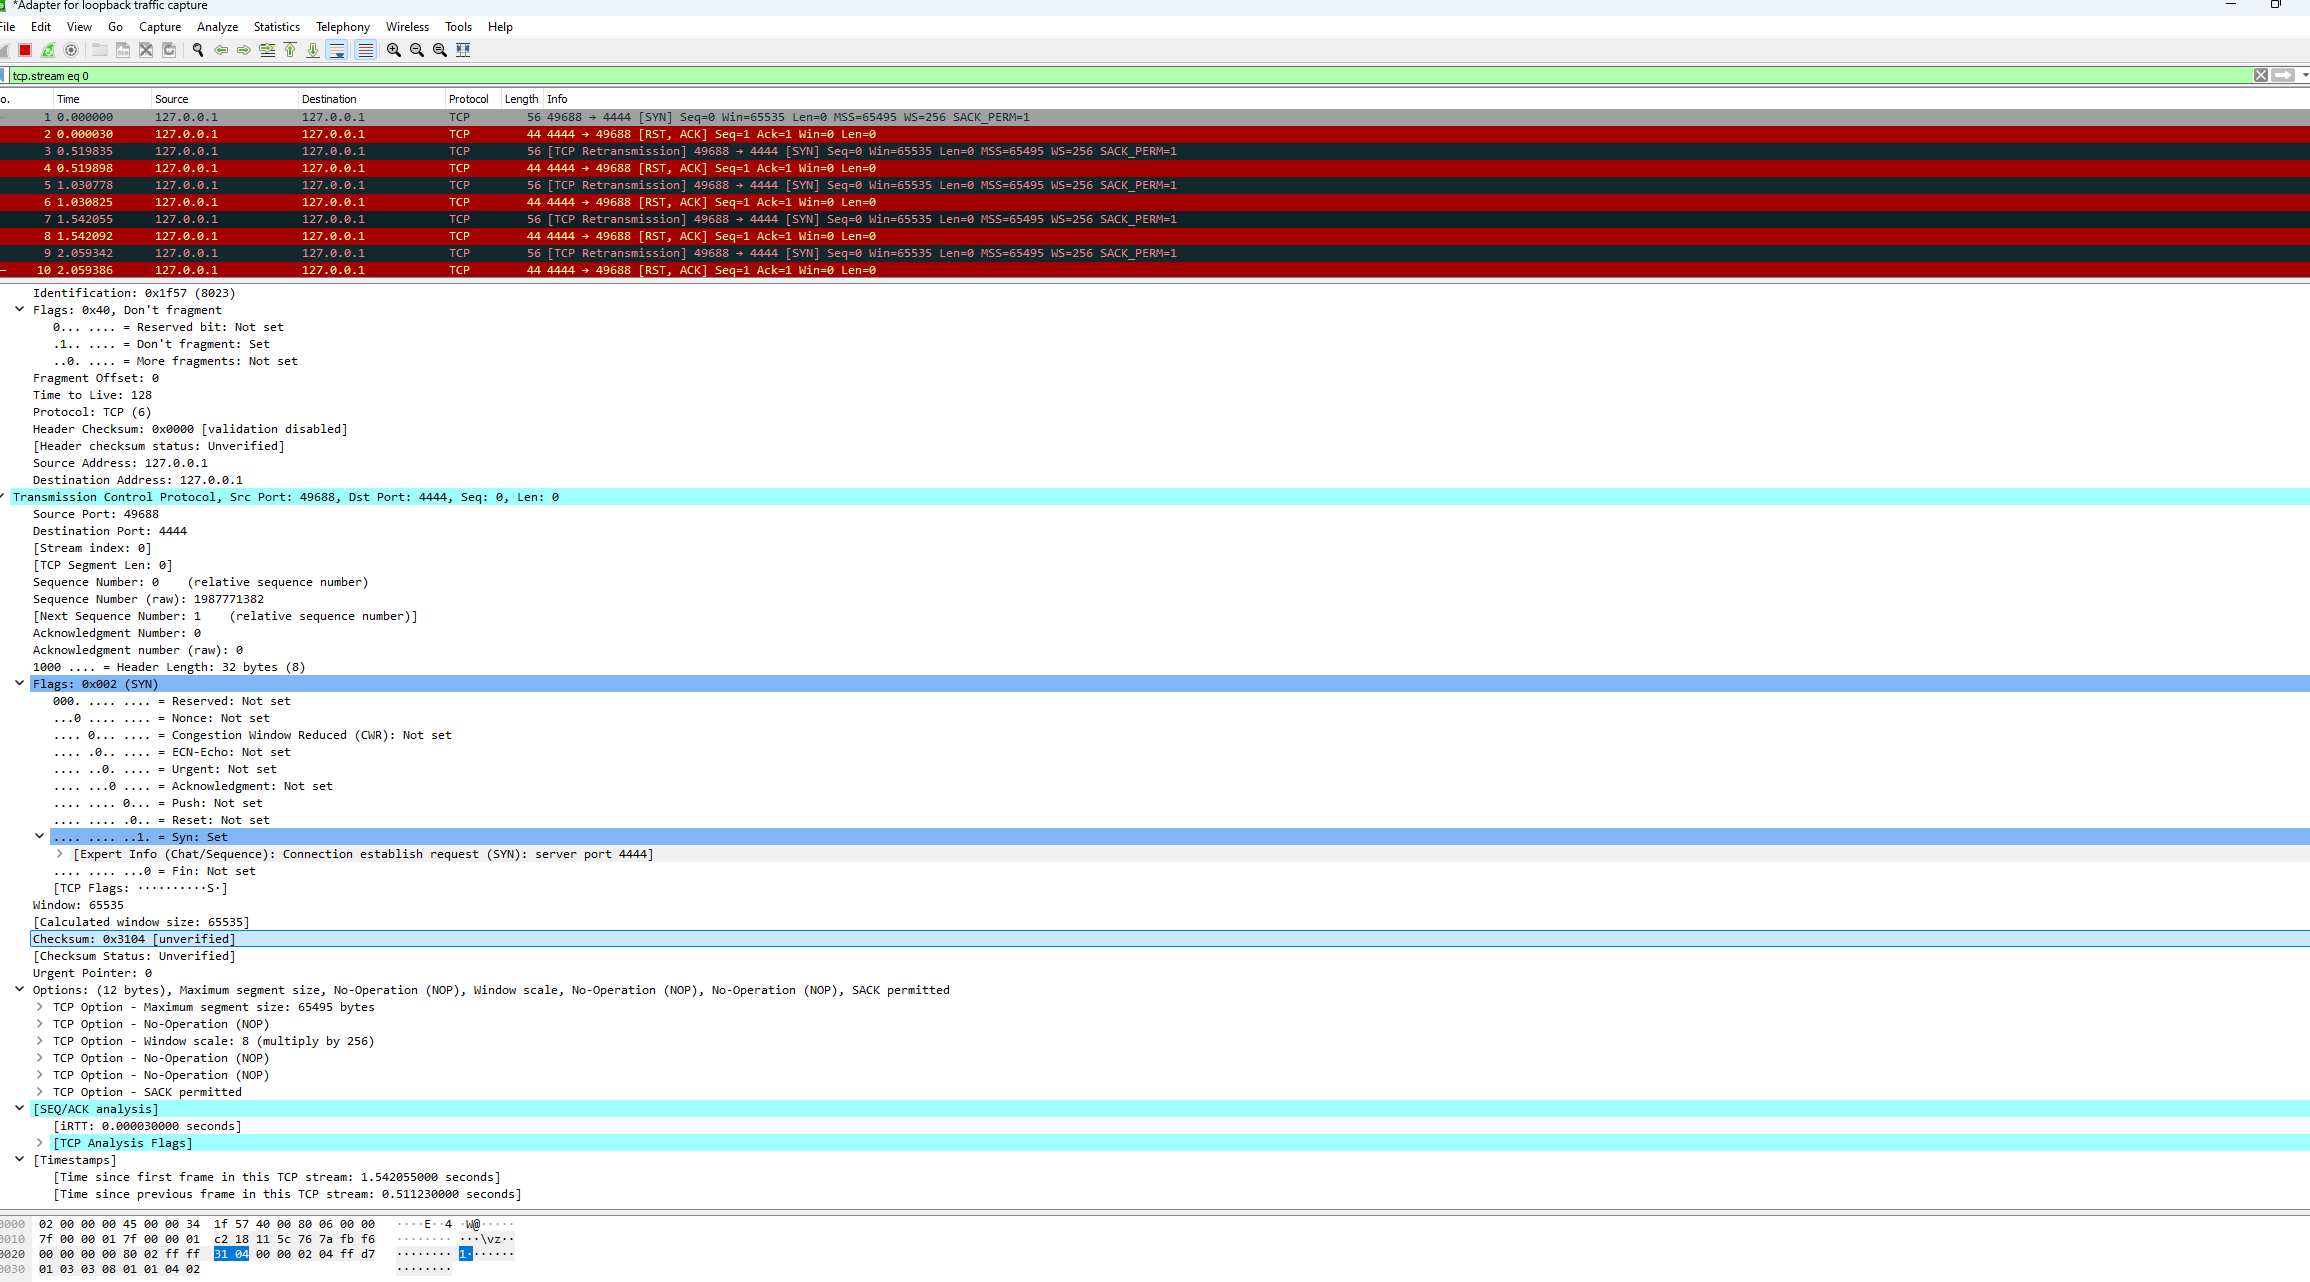 *Adapter for loopback traffic capture
File Edit View Go Capture Analyze Statistics Telephony Wireless Tools Help
tcp.stream eq 0
o. Time Source Destination Protocol Length Info
1 0.000000 127.0.0.1 127.0.0.1 TCP 56 49688 → 4444 [SYN] Seq=0 Win=65535 Len=0 MSS=65495 WS=256 SACK_PERM=1
2 0.000030 127.0.0.1 127.0.0.1 TCP 44 4444 → 49688 [RST, ACK] Seq=1 Ack=1 Win=0 Len=0
3 0.519835 127.0.0.1 127.0.0.1 TCP 56 [TCP Retransmission] 49688 → 4444 [SYN] Seq=0 Win=65535 Len=0 MSS=65495 WS=256 SACK_PERM=1
4 0.519898 127.0.0.1 127.0.0.1 TCP 44 4444 → 49688 [RST, ACK] Seq=1 Ack=1 Win=0 Len=0
5 1.030778 127.0.0.1 127.0.0.1 TCP 56 [TCP Retransmission] 49688 → 4444 [SYN] Seq=0 Win=65535 Len=0 MSS=65495 WS=256 SACK_PERM=1
6 1.030825 127.0.0.1 127.0.0.1 TCP 44 4444 → 49688 [RST, ACK] Seq=1 Ack=1 Win=0 Len=0
7 1.542055 127.0.0.1 127.0.0.1 TCP 56 [TCP Retransmission] 49688 → 4444 [SYN] Seq=0 Win=65535 Len=0 MSS=65495 WS=256 SACK_PERM=1
8 1.542092 127.0.0.1 127.0.0.1 TCP 44 4444 → 49688 [RST, ACK] Seq=1 Ack=1 Win=0 Len=0
9 2.059342 127.0.0.1 127.0.0.1 TCP 56 [TCP Retransmission] 49688 → 4444 [SYN] Seq=0 Win=65535 Len=0 MSS=65495 WS=256 SACK_PERM=1
10 2.059386 127.0.0.1 127.0.0.1 TCP 44 4444 → 49688 [RST, ACK] Seq=1 Ack=1 Win=0 Len=0
Identification: 0x1f57 (8023)
Flags: 0x40, Don't fragment
0... .... = Reserved bit: Not set
.1.. .... = Don't fragment: Set
..0. .... = More fragments: Not set
Fragment Offset: 0
Time to Live: 128
Protocol: TCP (6)
Header Checksum: 0x0000 [validation disabled]
[Header checksum status: Unverified]
Source Address: 127.0.0.1
Destination Address: 127.0.0.1
Transmission Control Protocol, Src Port: 49688, Dst Port: 4444, Seq: 0, Len: 0
Source Port: 49688
Destination Port: 4444
[Stream index: 0]
[TCP Segment Len: 0]
Sequence Number: 0 (relative sequence number)
Sequence Number (raw): 1987771382
[Next Sequence Number: 1 (relative sequence number)]
Acknowledgment Number: 0
Acknowledgment number (raw): 0
1000 .... = Header Length: 32 bytes (8)
Flags: 0x002 (SYN)
000. .... .... = Reserved: Not set
...0 .... .... = Nonce: Not set
.... 0... .... = Congestion Window Reduced (CWR): Not set
.... .0.. .... = ECN-Echo: Not set
.... ..0. .... = Urgent: Not set
.... ...0 .... = Acknowledgment: Not set
.... .... 0... = Push: Not set
.... .... .0.. = Reset: Not set
.... .... ..1. = Syn: Set
[Expert Info (Chat/Sequence): Connection establish request (SYN): server port 4444]
.... .... ...0 = Fin: Not set
[TCP Flags: ··········S·]
Window: 65535
[Calculated window size: 65535]
Checksum: 0x3104 [unverified]
[Checksum Status: Unverified]
Urgent Pointer: 0
Options: (12 bytes), Maximum segment size, No-Operation (NOP), Window scale, No-Operation (NOP), No-Operation (NOP), SACK permitted
TCP Option - Maximum segment size: 65495 bytes
TCP Option - No-Operation (NOP)
TCP Option - Window scale: 8 (multiply by 256)
TCP Option - No-Operation (NOP)
TCP Option - No-Operation (NOP)
TCP Option - SACK permitted
[SEQ/ACK analysis]
[iRTT: 0.000030000 seconds]
[TCP Analysis Flags]
[Timestamps]
[Time since first frame in this TCP stream: 1.542055000 seconds]
[Time since previous frame in this TCP stream: 0.511230000 seconds]
0000 02 00 00 00 45 00 00 34 1f 57 40 00 80 06 00 00 ····E··4 ·W@·····
0010 7f 00 00 01 7f 00 00 01 c2 18 11 5c 76 7a fb f6 ········ ···\vz··
0020 00 00 00 00 80 02 ff ff 31 04 00 00 02 04 ff d7 ········ 1·······
0030 01 03 03 08 01 01 04 02 ········